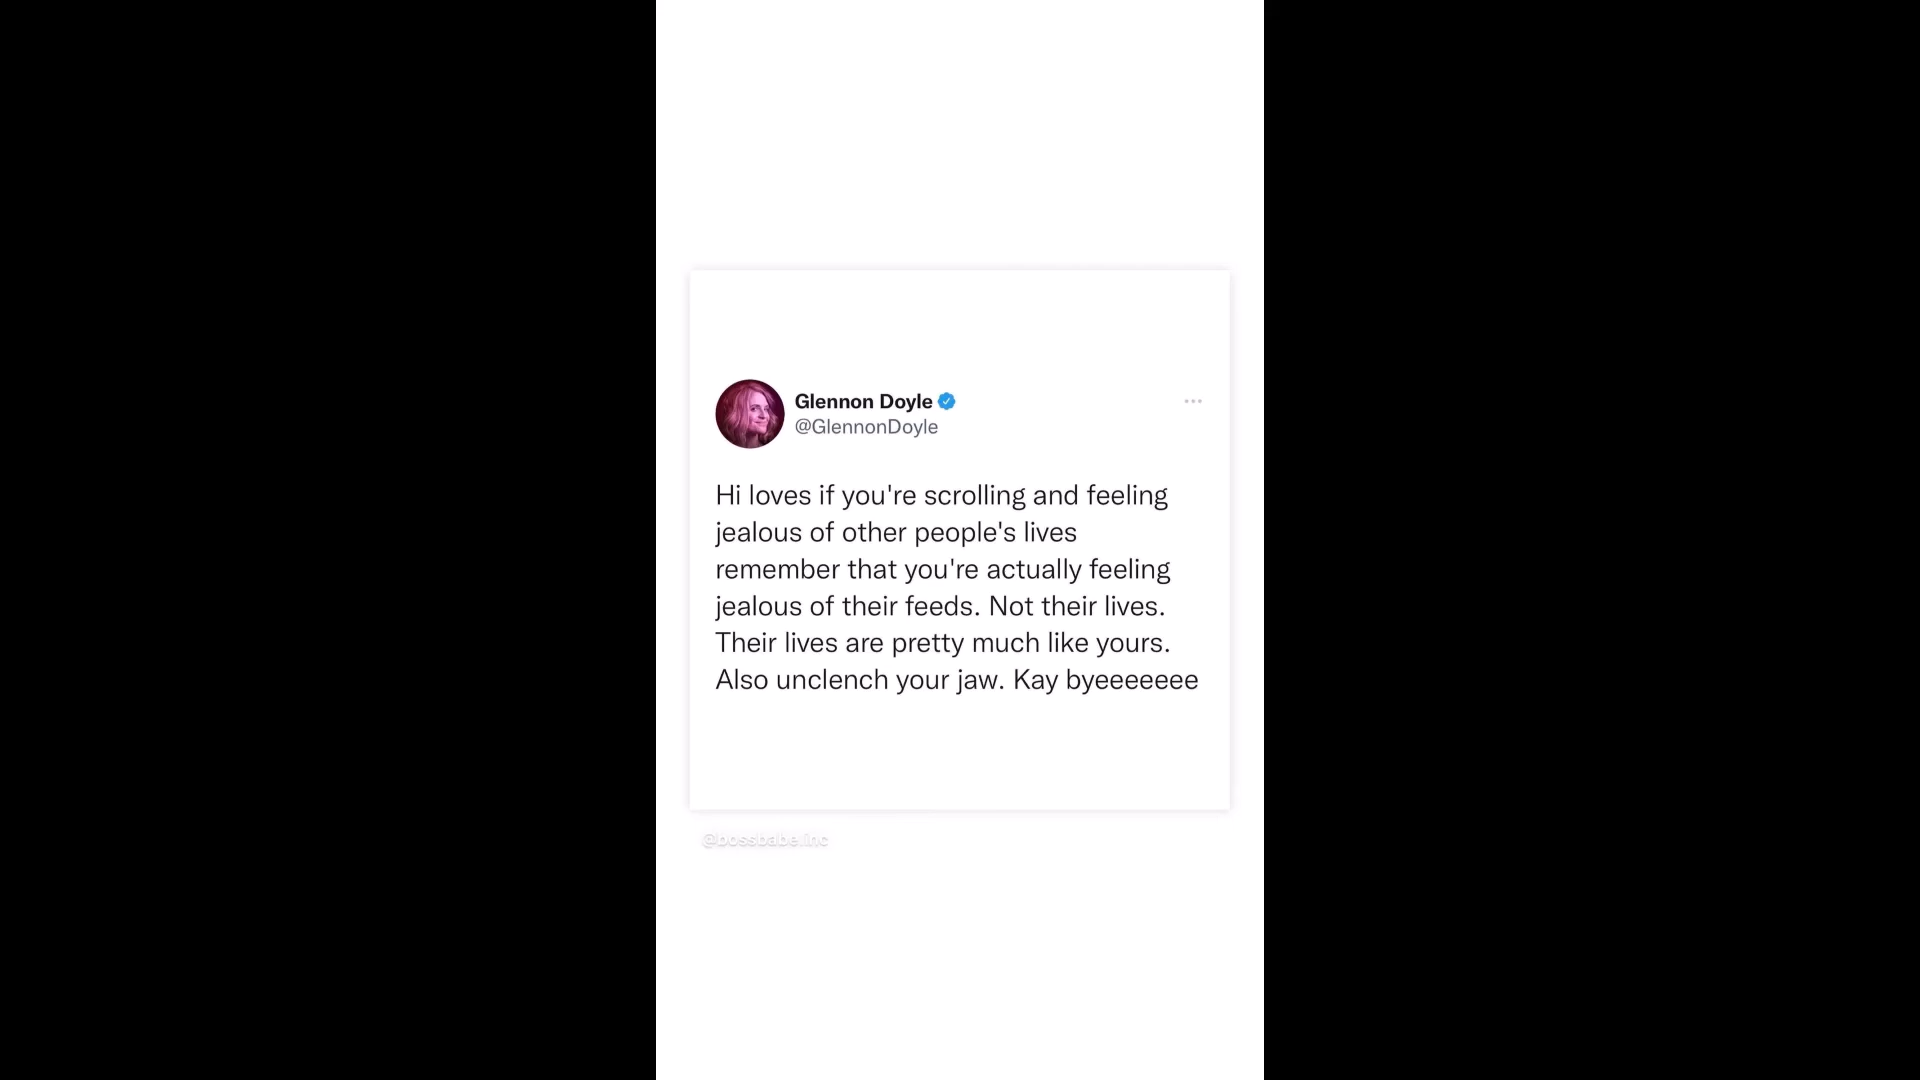 Glennon Doyle
@GlennonDoyle
Hi loves if you're scrolling and feeling
jealous of other people's lives
remember that you're actually feeling
jealous of their feeds. Not their lives.
Their lives are pretty much like yours.
Also unclench your jaw. Kay byeeeeeee
@bossbabe.inc